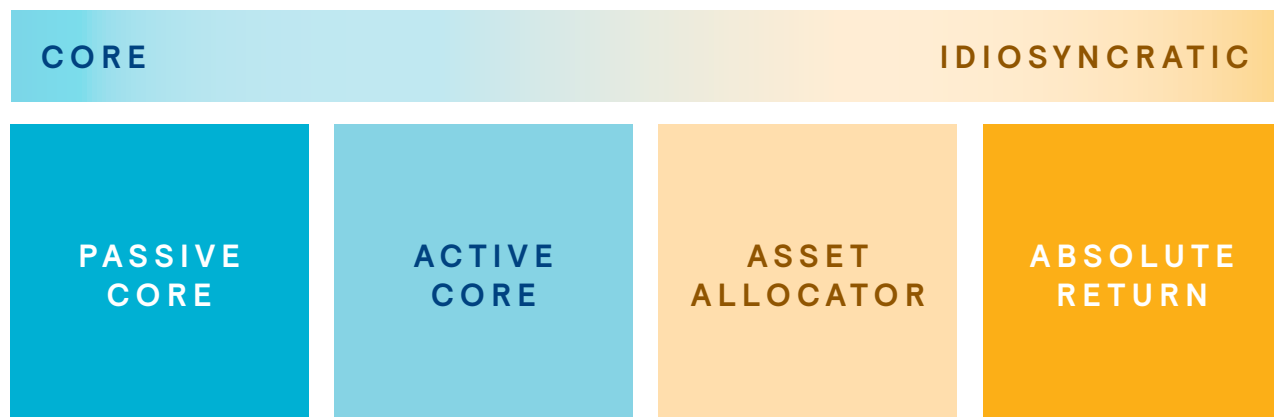 CORE
IDIOSYNCRATIC
PASSIVE
CORE
ACTIVE
CORE
ASSET
ALLOCATOR
ABSOLUTE
RETURN